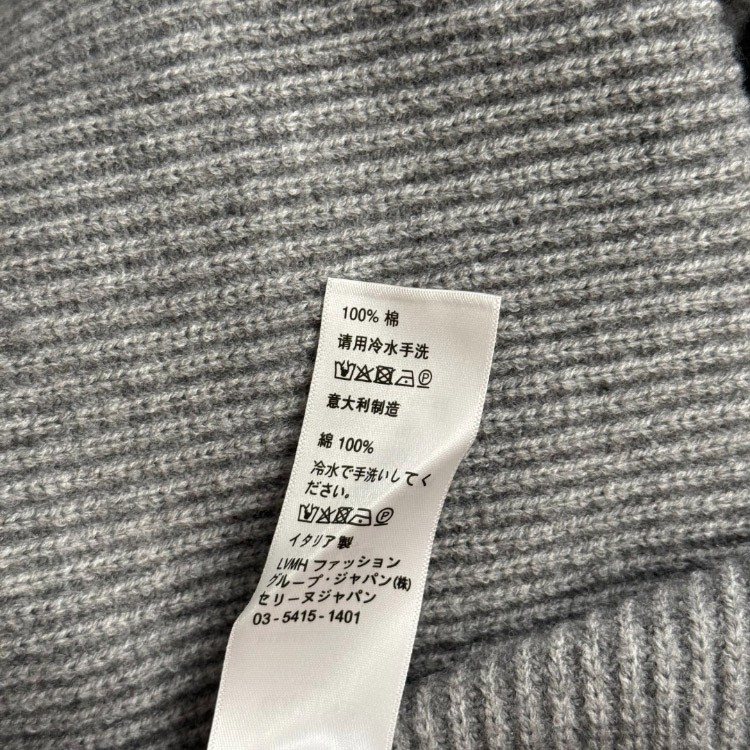 100% 棉
请用冷水手洗
意大利制造
綿 100%
冷水で手洗いしてく
ださい。
イタリア製
LVMH ファッション
グループ・ジャパン(株)
セリーヌジャパン
03-5415-1401